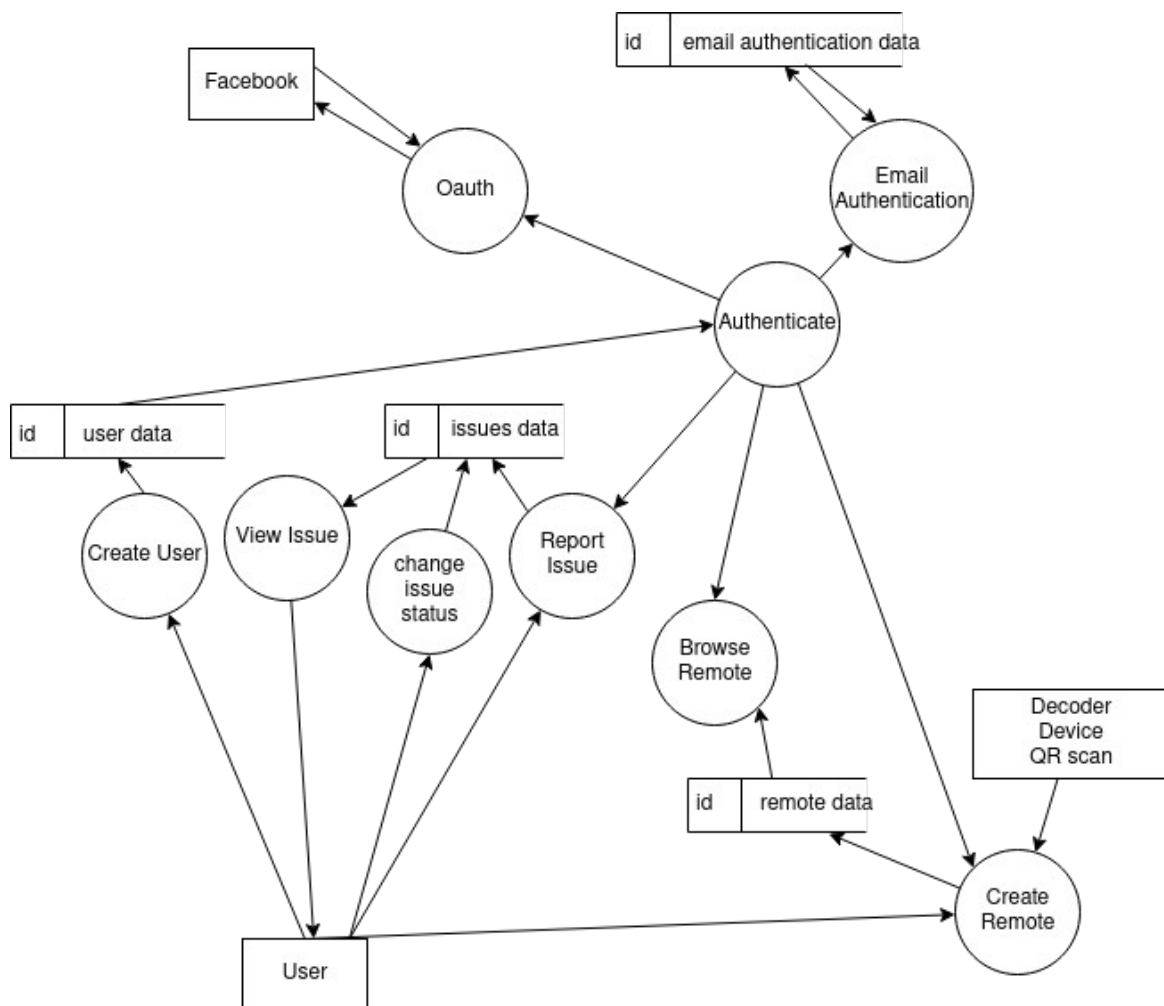 id
email authentication data
Facebook
Oauth
Email
Authentication
Authenticate
id
user data
id
issues data
Create User
View Issue
change
issue
status
Report
Issue
Browse
Remote
Decoder
Device
QR scan
id
remote data
Create
Remote
User